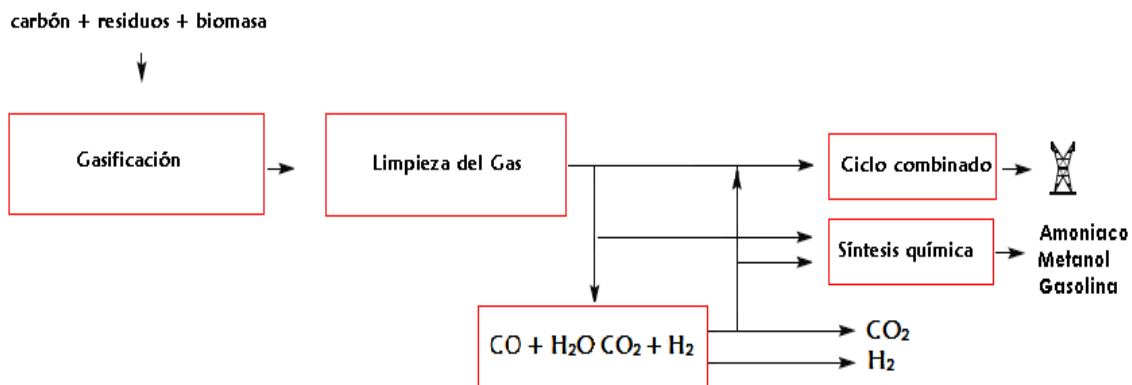 carbón + residuos + biomasa
Gasificación
Limpieza del Gas
Ciclo combinado
Síntesis química
Amoniaco
Metanol
Gasolina
CO + H₂O CO₂ + H₂
CO₂
H₂